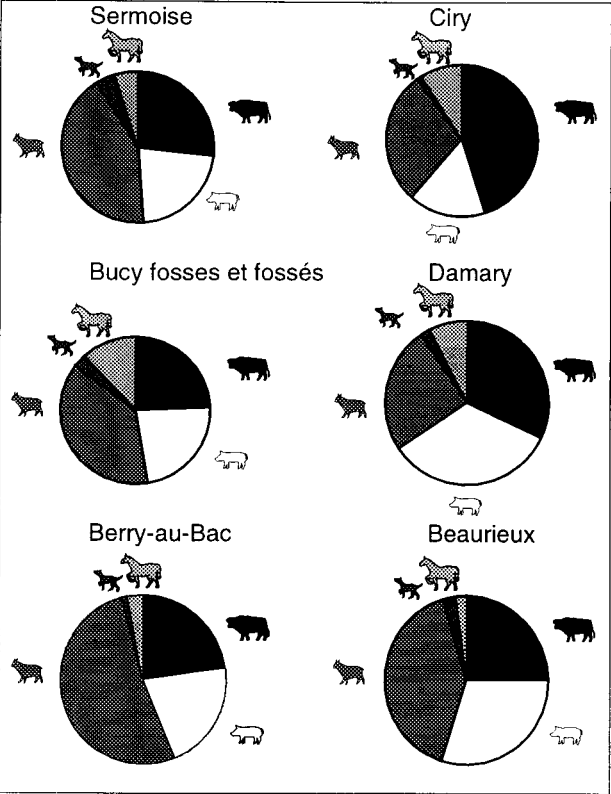 Sermoise
Ciry
Bucy fosses et fossés
Damary
Berry-au-Bac
Beaurieux